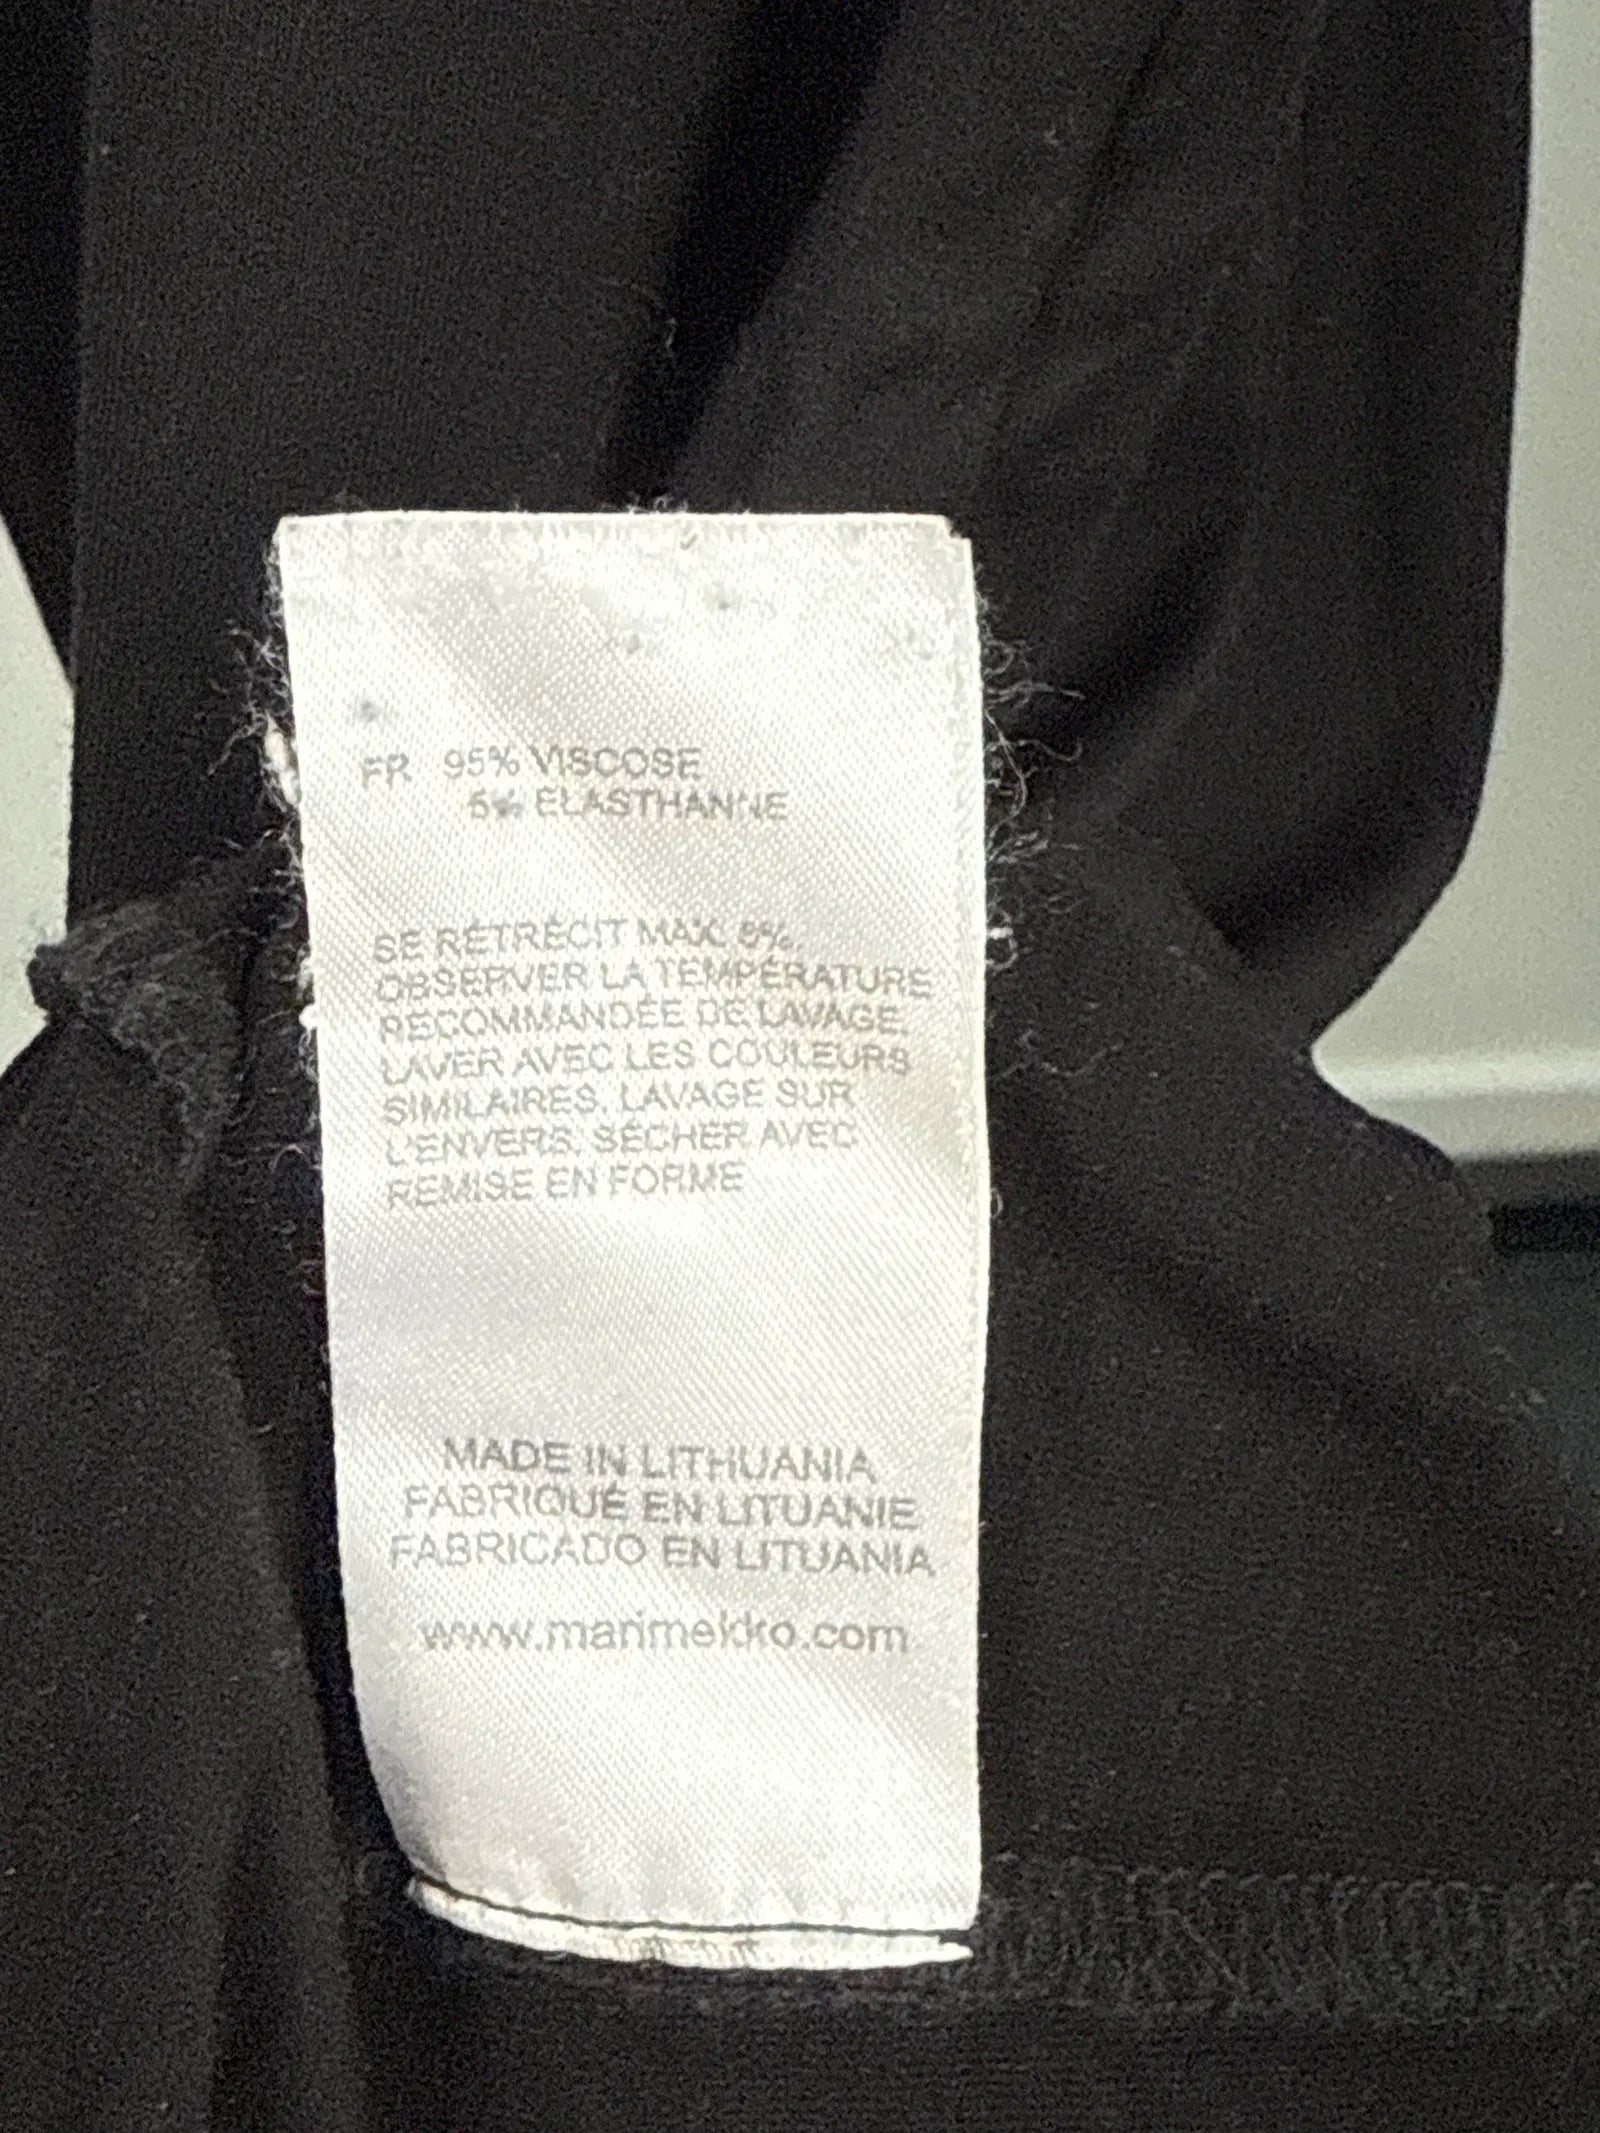 FR 95% VISCOSE
5% ELASTHANNE
SE RÉTRÉCIT MAX. 8%.
OBSERVER LA TEMPÉRATURE
RECOMMANDÉE DE LAVAGE.
LAVER AVEC LES COULEURS
SIMILAIRES. LAVAGE SUR
L'ENVERS. SÉCHER AVEC
REMISE EN FORME
MADE IN LITHUANIA
FABRIQUÉ EN LITUANIE
FABRICADO EN LITUANIA
www.marimekko.com